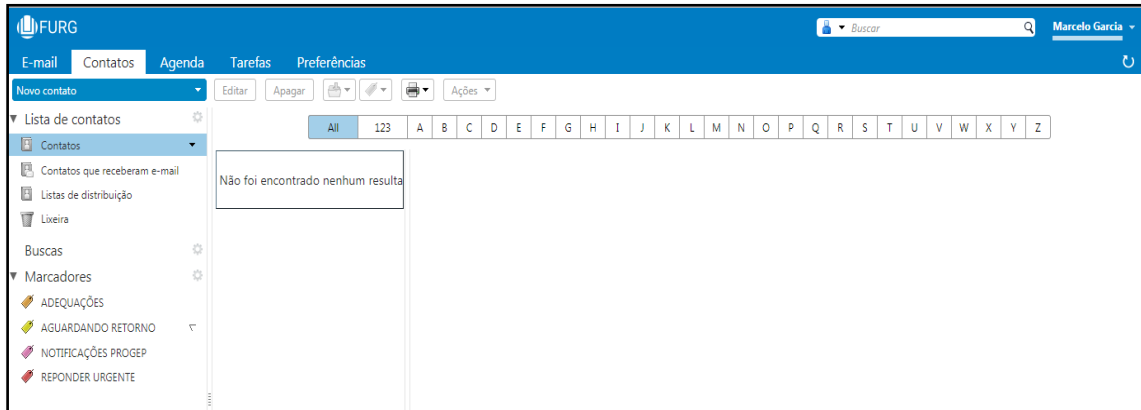 FURG
Buscar
Marcelo Garcia
E-mail Contatos Agenda Tarefas Preferências
Novo contato Editar Apagar Ações
Lista de contatos
All 123 A B C D E F G H I J K L M N O P Q R S T U V W X Y Z
Contatos
Contatos que receberam e-mail
Não foi encontrado nenhum resulta
Listas de distribuição
Lixeira
Buscas
Marcadores
ADEQUAÇÕES
AGUARDANDO RETORNO
NOTIFICAÇÕES PROGEP
REPONDER URGENTE